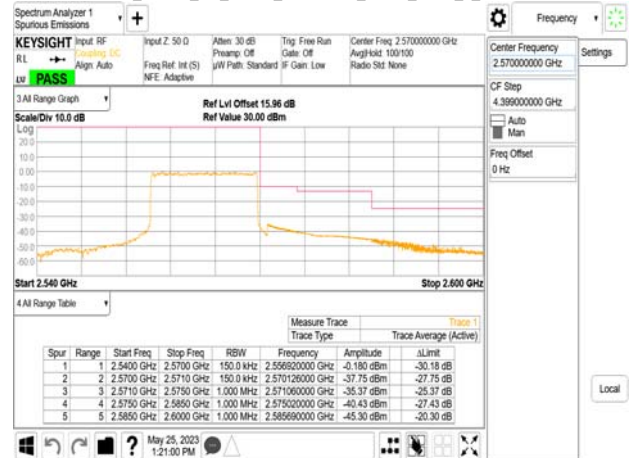 Spectrum Analyzer 1
Spurious Emissions
+
Frequency
KEYSIGHT
RL
LW PASS
Input: RF
Coupling: DC
Align: Auto
Input Z: 50 Ω
Freq Ref: Int (S)
NFE: Adaptive
Atten: 30 dB
Preamp: Off
µW Path: Standard
Trig: Free Run
Gate: Off
IF Gain: Low
Center Freq: 2.570000000 GHz
Avg|Hold: 100/100
Radio Std: None
Center Frequency
2.570000000 GHz
Settings
CF Step
4.399000000 GHz
Auto
Man
Freq Offset
0 Hz
3 All Range Graph
Scale/Div 10.0 dB
Ref Lvl Offset 15.96 dB
Ref Value 30.00 dBm
Log
20.0
10.0
0.00
-10.0
-20.0
-30.0
-40.0
-50.0
-60.0
Start 2.540 GHz
Stop 2.600 GHz
4 All Range Table
Measure Trace Trace 1
Trace Type Trace Average (Active)
Spur Range Start Freq Stop Freq RBW Frequency Amplitude ΔLimit
1 1 2.5400 GHz 2.5700 GHz 150.0 kHz 2.556920000 GHz -0.180 dBm -30.18 dB
2 2 2.5700 GHz 2.5710 GHz 150.0 kHz 2.570126000 GHz -37.75 dBm -27.75 dB
3 3 2.5710 GHz 2.5750 GHz 1.000 MHz 2.571060000 GHz -35.37 dBm -25.37 dB
4 4 2.5750 GHz 2.5850 GHz 1.000 MHz 2.575020000 GHz -40.43 dBm -27.43 dB
5 5 2.5850 GHz 2.6000 GHz 1.000 MHz 2.585690000 GHz -45.30 dBm -20.30 dB
Local
?
May 25, 2023
1:21:00 PM